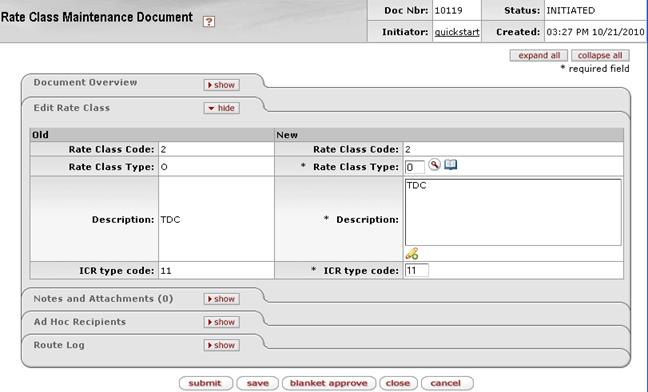 Rate Class Maintenance Document ?
Doc Nbr: 10119 Status: INITIATED
Initiator: quickstart Created: 03:27 PM 10/21/2010
expand all collapse all
* required field
Document Overview show
Edit Rate Class hide
Old New
Rate Class Code: 2 Rate Class Code: 2
Rate Class Type: O * Rate Class Type: O
Description: TDC * Description: TDC
ICR type code: 11 * ICR type code: 11
Notes and Attachments (0) show
Ad Hoc Recipients show
Route Log show
submit save blanket approve close cancel